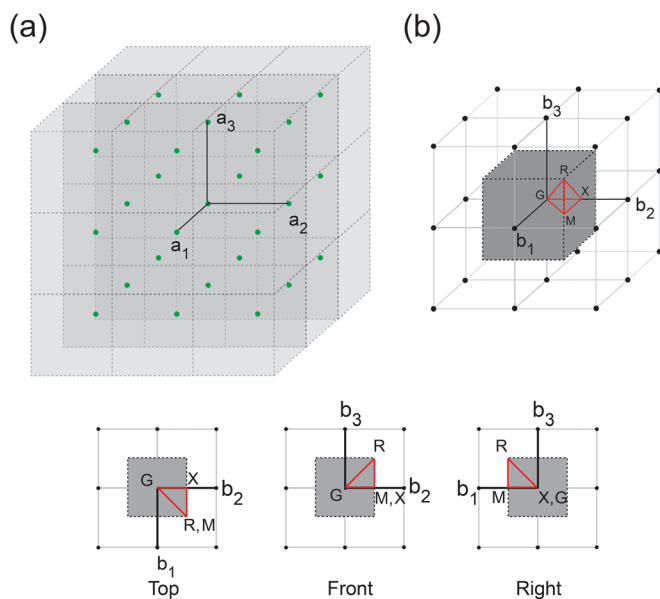 (a)
a3
a2
a1
(b)
b3
R
G
X
b2
M
b1
G
X
b2
R, M
b1
Top
b3
R
G
M, X
b2
Front
b3
R
b1
M
X, G
Right